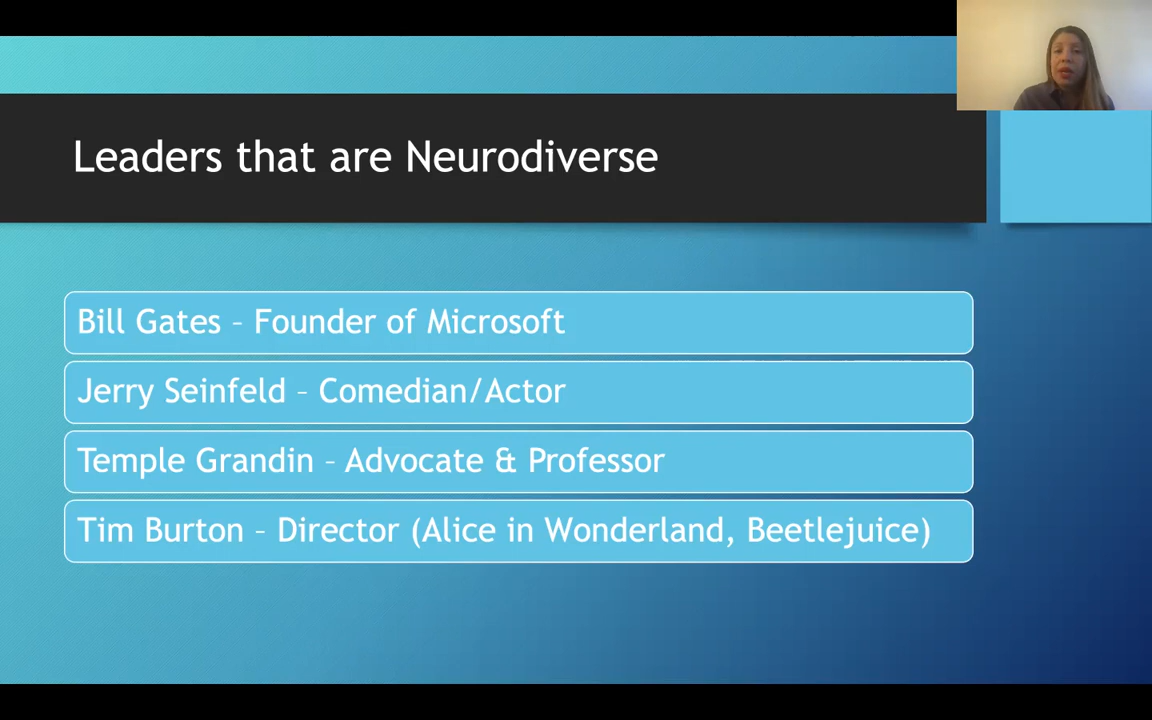 Leaders that are Neurodiverse
Bill Gates – Founder of Microsoft
Jerry Seinfeld – Comedian/Actor
Temple Grandin – Advocate & Professor
Tim Burton – Director (Alice in Wonderland, Beetlejuice)